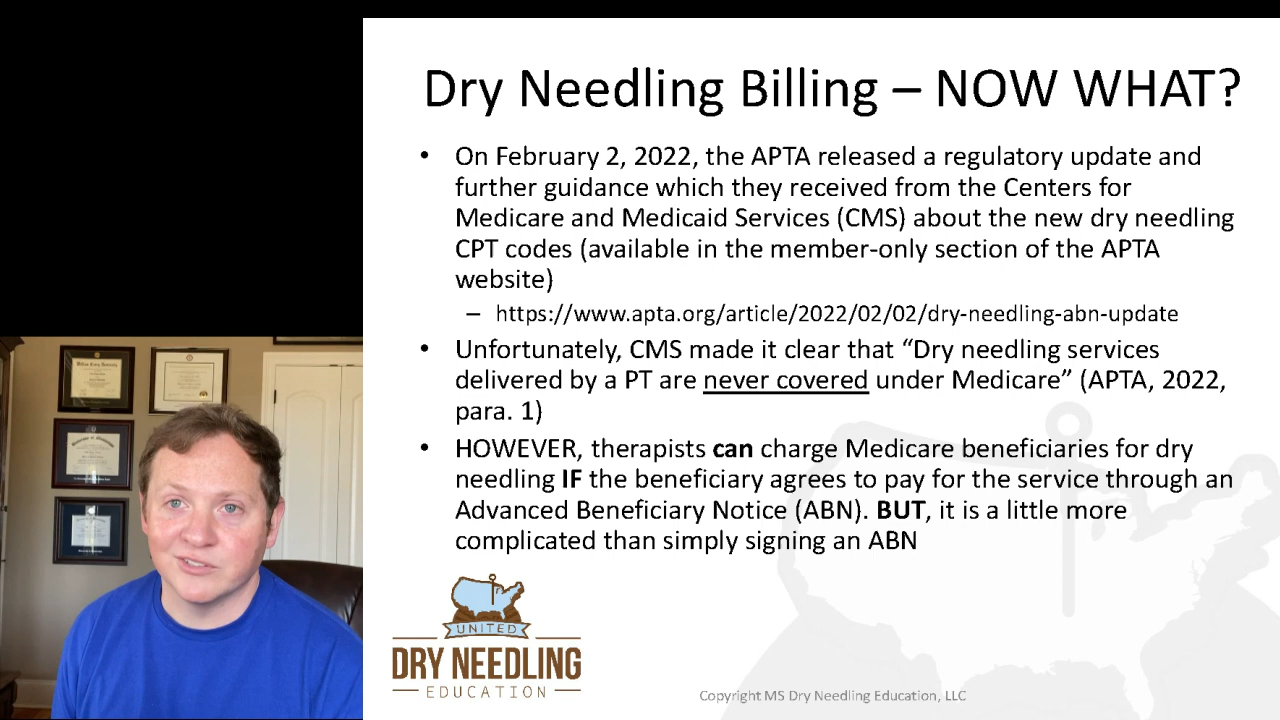 Dry Needling Billing – NOW WHAT?
• On February 2, 2022, the APTA released a regulatory update and
further guidance which they received from the Centers for
Medicare and Medicaid Services (CMS) about the new dry needling
CPT codes (available in the member-only section of the APTA
website)
– https://www.apta.org/article/2022/02/02/dry-needling-abn-update
• Unfortunately, CMS made it clear that “Dry needling services
delivered by a PT are never covered under Medicare” (APTA, 2022,
para. 1)
• HOWEVER, therapists can charge Medicare beneficiaries for dry
needling IF the beneficiary agrees to pay for the service through an
Advanced Beneficiary Notice (ABN). BUT, it is a little more
complicated than simply signing an ABN
UNITED
DRY NEEDLING
EDUCATION
Copyright MS Dry Needling Education, LLC